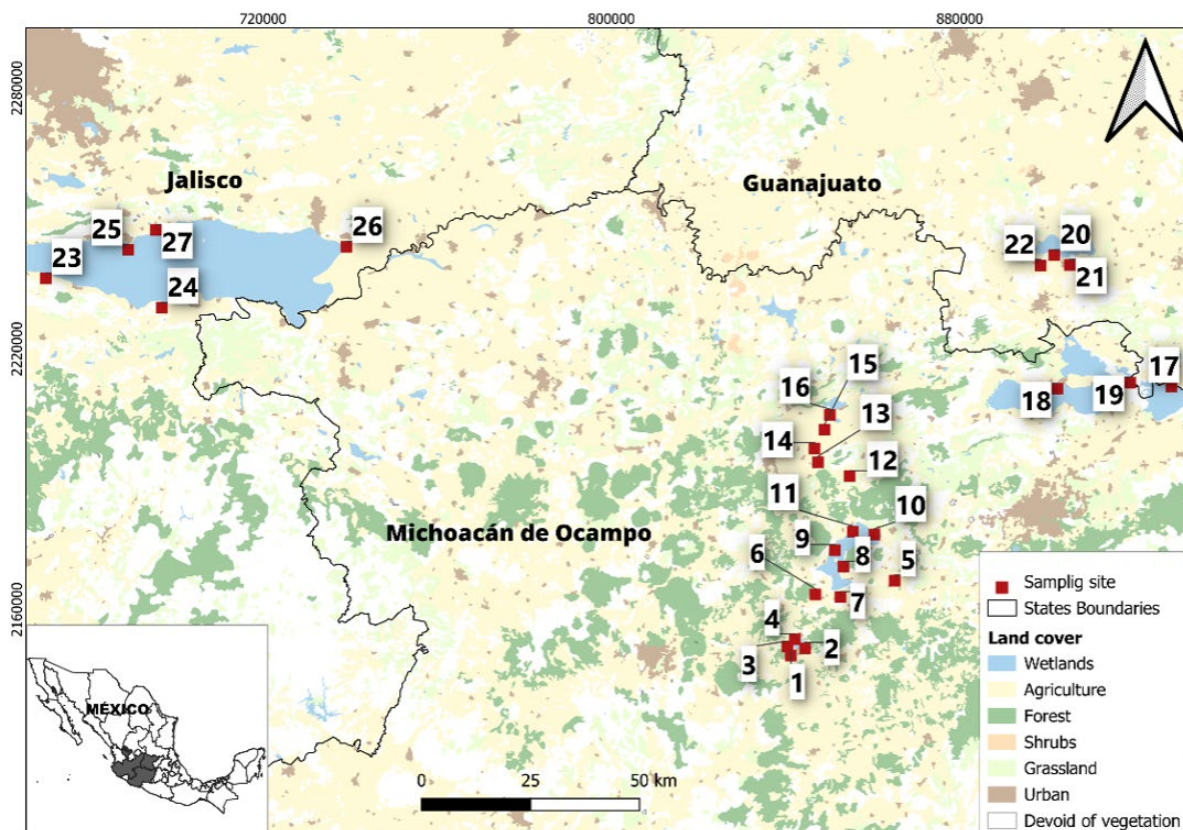 720000
800000
880000
2280000
2220000
2160000
Jalisco
Guanajuato
Michoacán de Ocampo
25
26
23
27
24
22
20
21
15
16
17
13
18
19
14
12
11
10
9
6
8
5
4
7
2
3
1
Samplig site
States Boundaries
Land cover
Wetlands
Agriculture
Forest
Shrubs
Grassland
Urban
Devoid of vegetation
MÉXICO
0
25
50 km